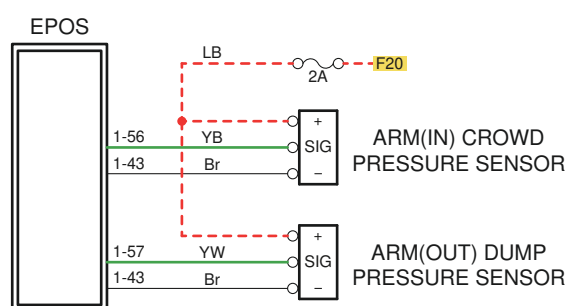 EPOS
LB
2A
F20
1-56 YB
1-43 Br
+
SIG
–
ARM(IN) CROWD
PRESSURE SENSOR
1-57 YW
1-43 Br
+
SIG
–
ARM(OUT) DUMP
PRESSURE SENSOR